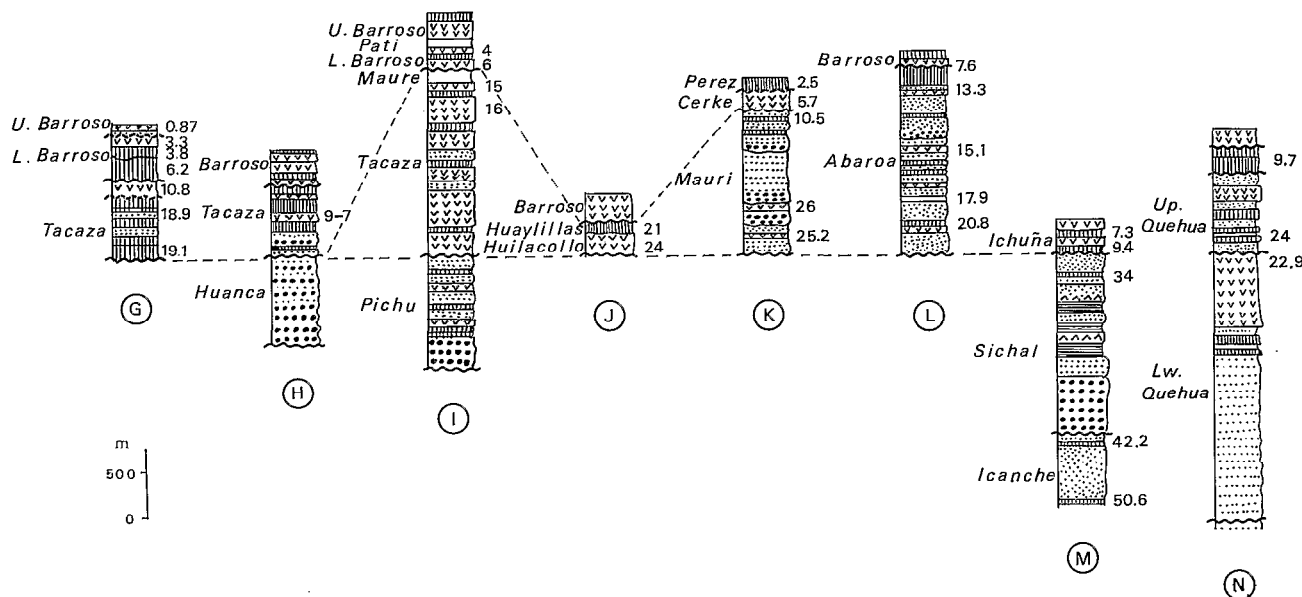 U. Barroso
0.87
3.3
L. Barroso
3.8
6.2
10.8
18.9
Tacaza
19.1
G
Barroso
Tacaza
9-7
Huanca
H
U. Barroso
Pati
4
L. Barroso
6
Maure
15
16
Tacaza
Pichu
I
Barroso
Huaylillas
21
Huilacollo
24
J
Perez
2.5
Cerke
5.7
10.5
Mauri
26
25.2
K
Barroso
7.6
13.3
Abaroa
15.1
17.9
20.8
L
7.3
Ichuña
9.4
34
Sichal
42.2
Icanche
50.6
M
9.7
Up.
Quehua
24
22.9
Lw.
Quehua
N
m
500
0